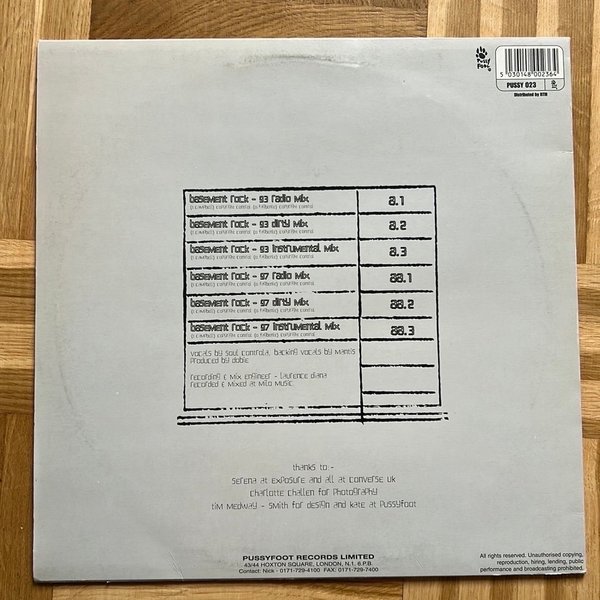 Pussy
Foot
5 030148 002364
PUSSY 023
Distributed by RTM
Basement Rock - 93 Radio Mix
a.1
Basement Rock - 93 Dirty Mix
a.2
Basement Rock - 93 Instrumental Mix
a.3
Basement Rock - 97 Radio Mix
aa.1
Basement Rock - 97 Dirty Mix
aa.2
Basement Rock - 97 Instrumental Mix
aa.3
vocals by Soul Controla, backing vocals by Mantis
Produced by dobie
recording & Mix engineer - Laurence Diana
recorded & Mixed at Milo Music
thanks to -
Serena at Exposure and all at Converse UK
Charlotte Challen for Photography
Tim Medway - Smith for design and Kate at Pussyfoot
PUSSYFOOT RECORDS LIMITED
43/44 HOXTON SQUARE, LONDON, N.1. 6.P.B.
Contact: Nick - 0171-729-4100 FAX: 0171-729-7400
All rights reserved. Unauthorised copying,
reproduction, hiring, lending, public
performance and broadcasting prohibited.